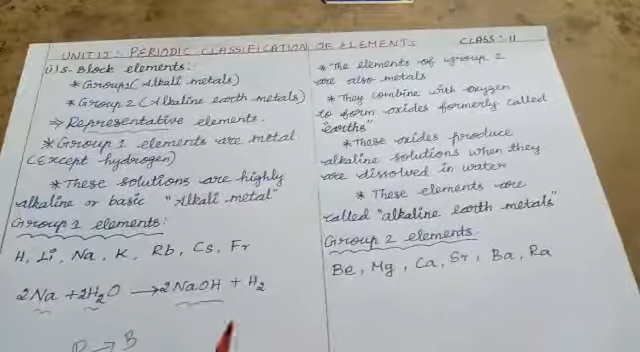 UNIT 12:- PERIODIC CLASSIFICATION OF ELEMENTS CLASS:-11
(i) S- Block elements:-
* Group 1 (Alkali metals)
* Group 2 (Alkaline earth metals)
⇒ Representative elements.
* Group 1 elements are metal
(Except hydrogen)
* These solutions are highly
alkaline or basic "Alkali metal"
Group 1 elements:
H, Li, Na, K, Rb, Cs, Fr
2Na + 2H2O → 2NaOH + H2
→ B
* The elements of group 2
are also metals
* They combine with oxygen
to form oxides formerly called
"earths"
* These oxides produce
alkaline solutions when they
are dissolved in water
* These elements are
called "alkaline earth metals"
Group 2 elements.
Be, Mg, Ca, Sr, Ba, Ra